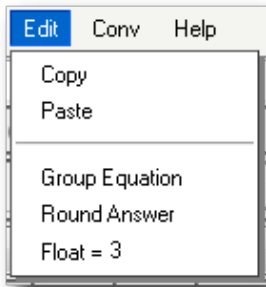 Edit Conv Help
Copy
Paste
Group Equation
Round Answer
Float = 3